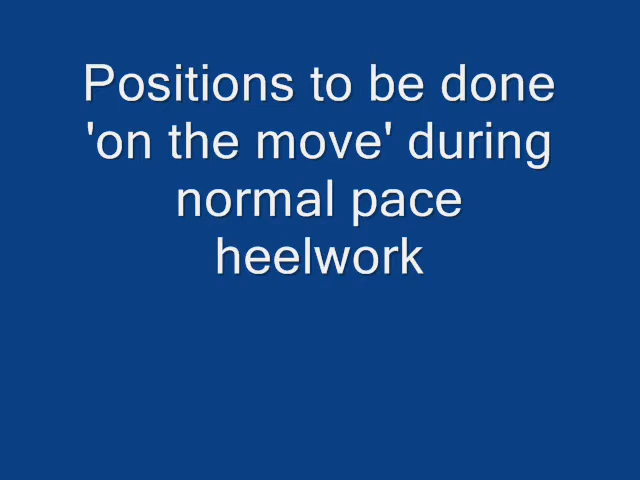 Positions to be done
'on the move' during
normal pace
heelwork